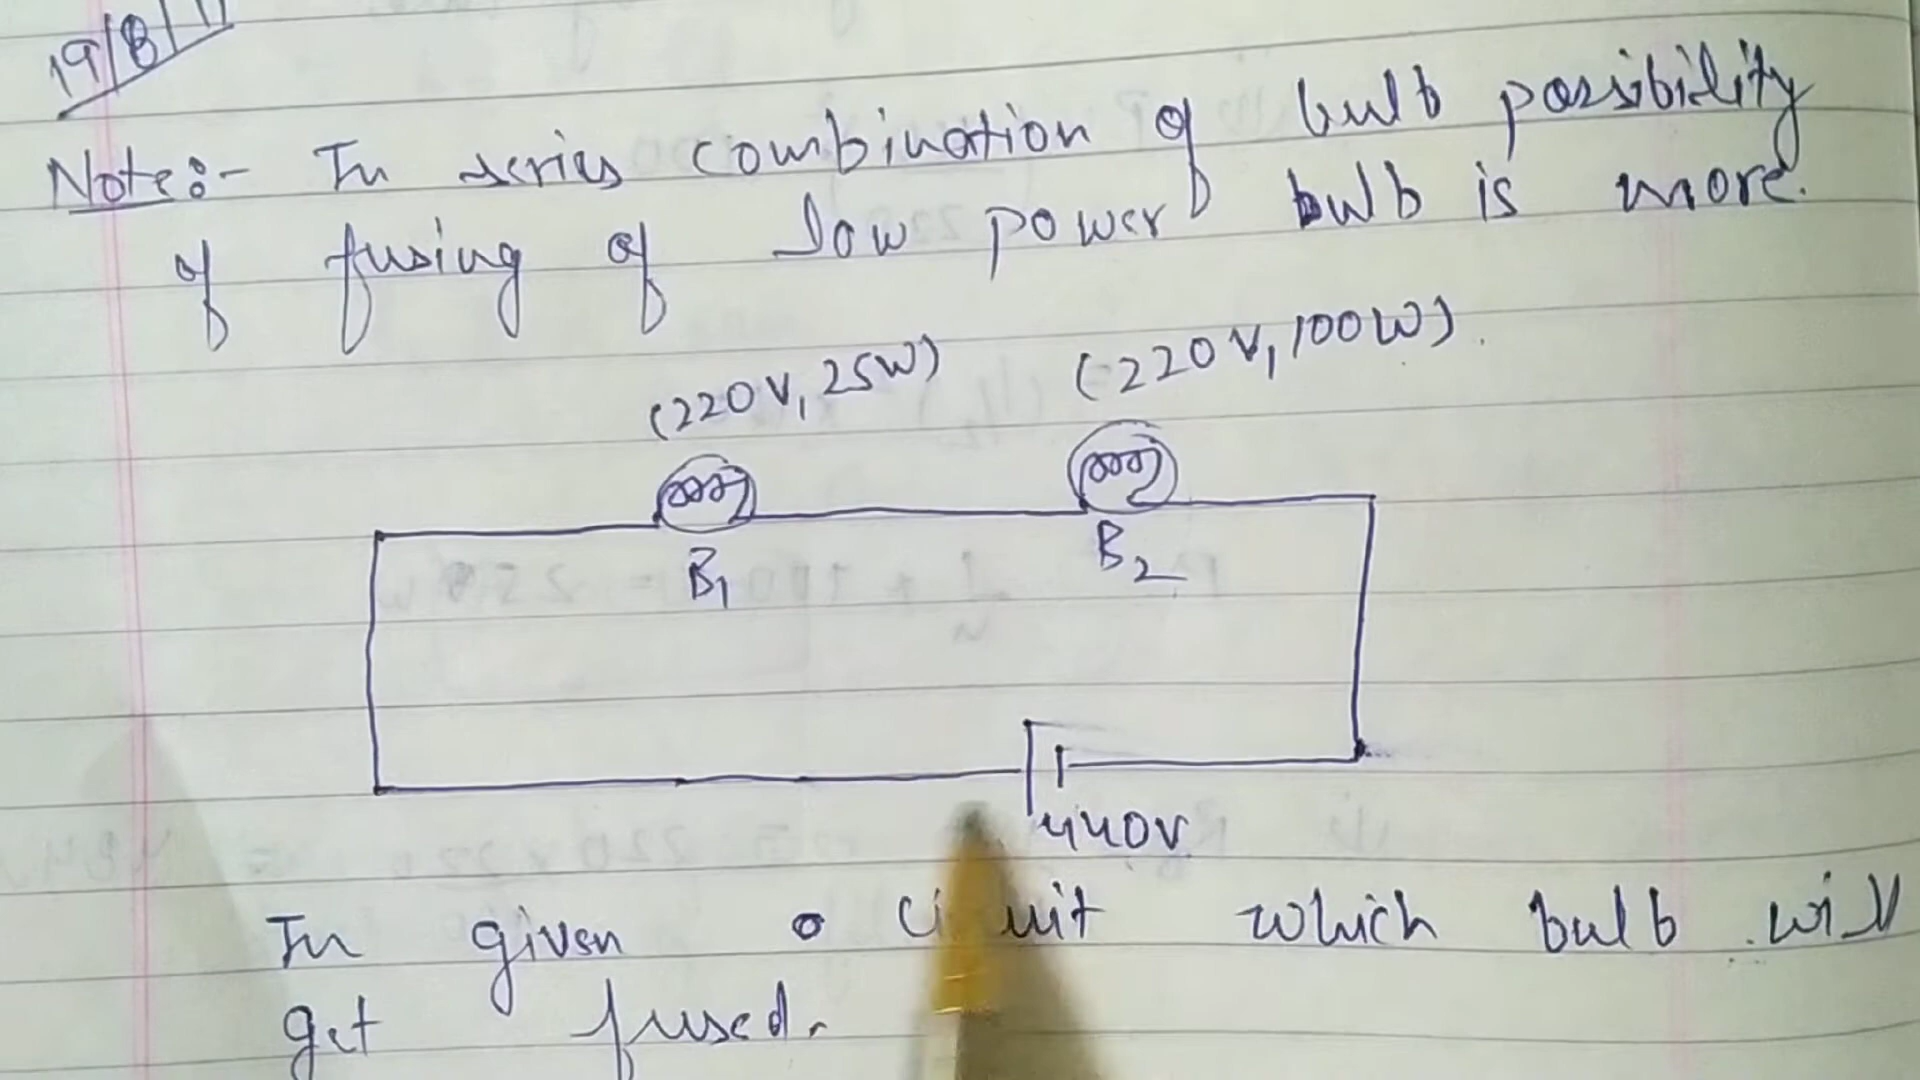 19/8/11
Note:- In series combination of bulb possibility
of fusing of low power bulb is more.
(220V, 25W) (220V, 100W).
B1 B2
440V
In given circuit which bulb will
get fused.